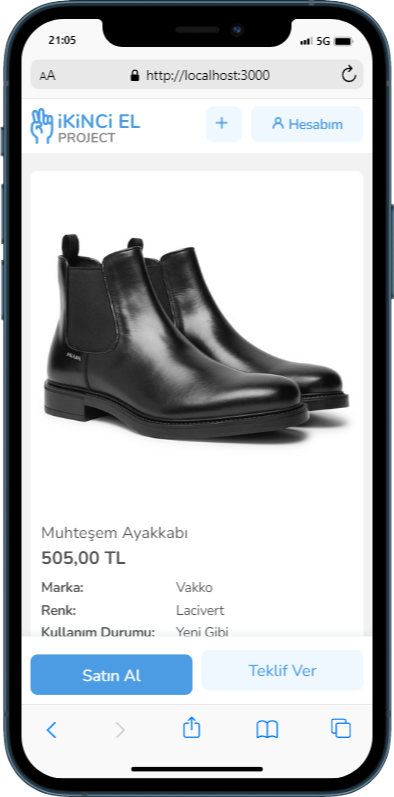 21:05 5G
AA http://localhost:3000
iKiNCi EL
PROJECT
+ Hesabım
Muhteşem Ayakkabı
505,00 TL
Marka: Vakko
Renk: Lacivert
Kullanım Durumu: Yeni Gibi
Satın Al Teklif Ver